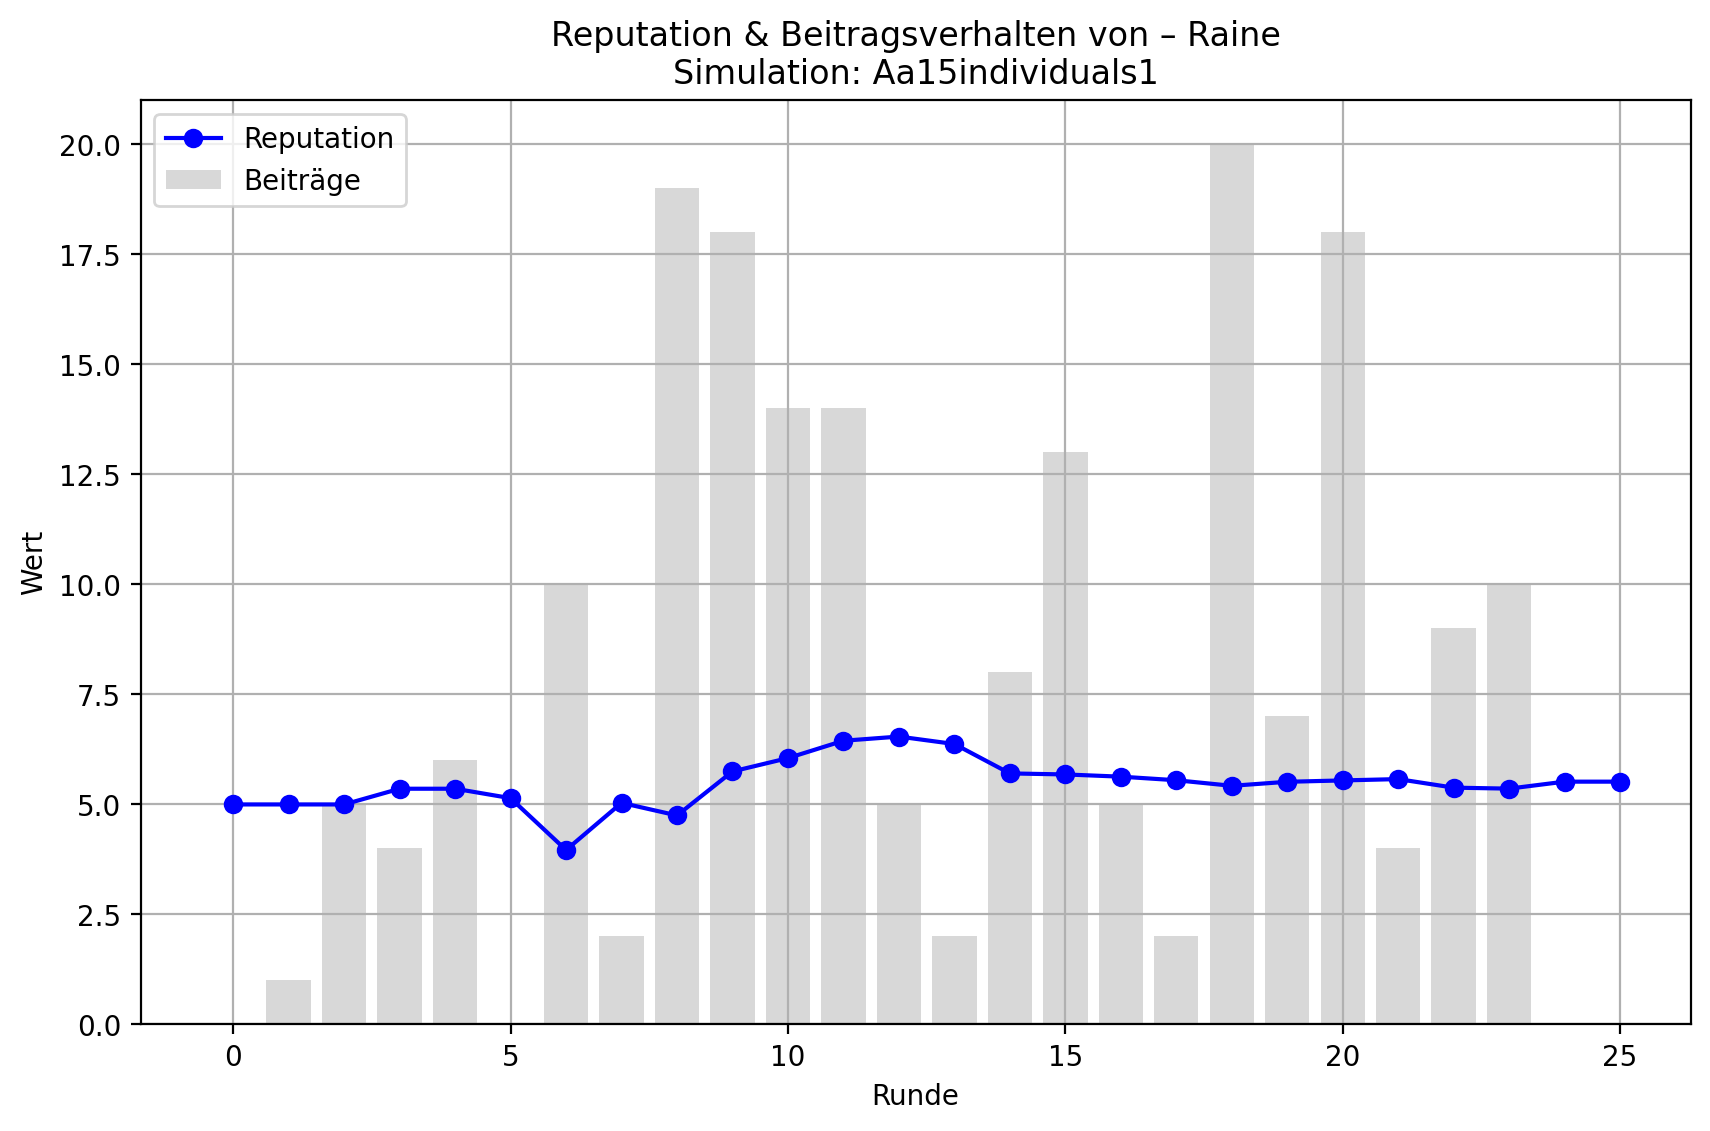 Reputation & Beitragsverhalten von – Raine
Simulation: Aa15individuals1
Reputation
Beiträge
20.0
17.5
15.0
12.5
10.0
7.5
5.0
2.5
0.0
Wert
0 5 10 15 20 25
Runde